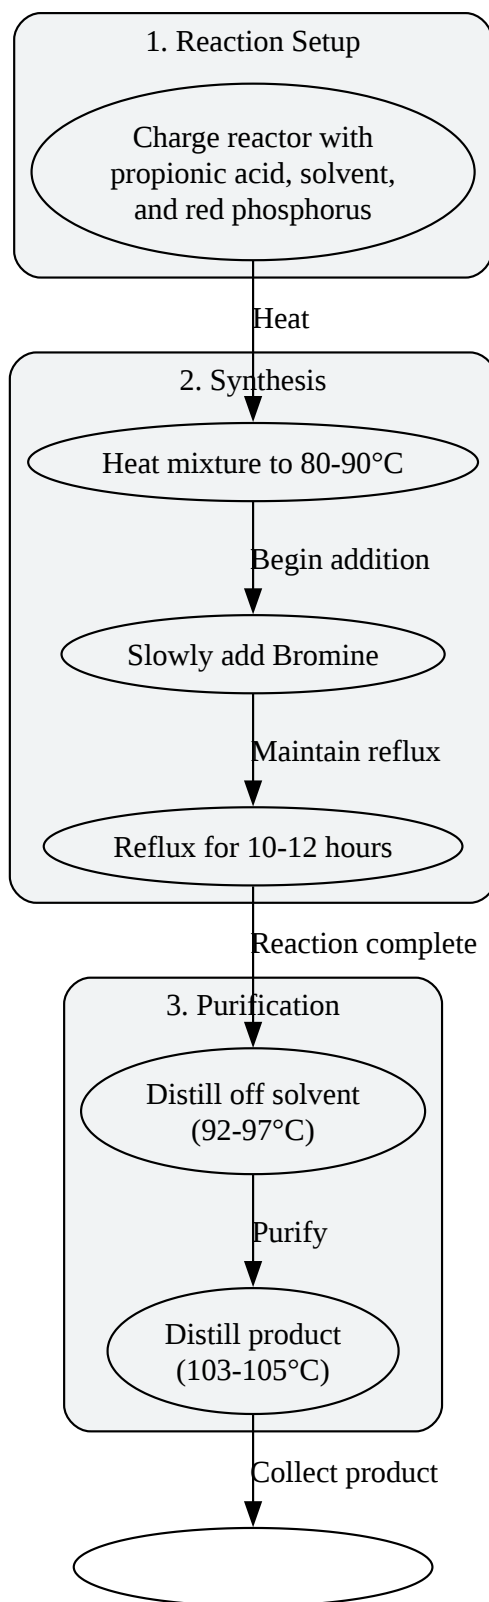 1. Reaction Setup
Charge reactor with
propionic acid, solvent,
and red phosphorus
Heat
2. Synthesis
Heat mixture to 80-90°C
Begin addition
Slowly add Bromine
Maintain reflux
Reflux for 10-12 hours
Reaction complete
3. Purification
Distill off solvent
(92-97°C)
Purify
Distill product
(103-105°C)
Collect product